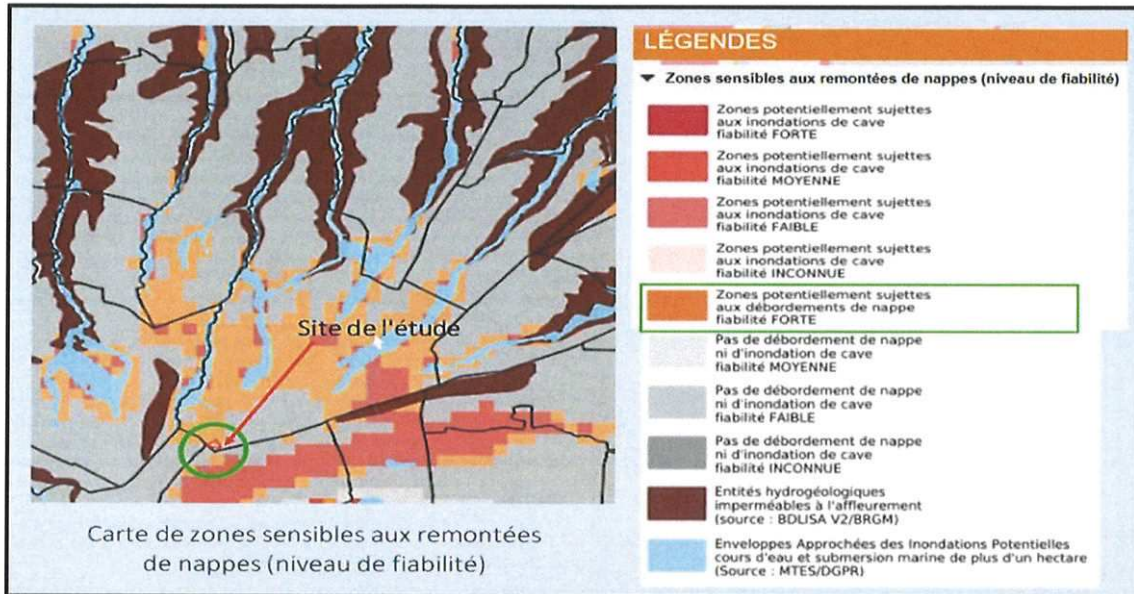 Site de l'étude
Carte de zones sensibles aux remontées
de nappes (niveau de fiabilité)
LÉGENDES
Zones sensibles aux remontées de nappes (niveau de fiabilité)
Zones potentiellement sujettes
aux inondations de cave
fiabilité FORTE
Zones potentiellement sujettes
aux inondations de cave
fiabilité MOYENNE
Zones potentiellement sujettes
aux inondations de cave
fiabilité FAIBLE
Zones potentiellement sujettes
aux inondations de cave
fiabilité INCONNUE
Zones potentiellement sujettes
aux débordements de nappe
fiabilité FORTE
Pas de débordement de nappe
ni d'inondation de cave
fiabilité MOYENNE
Pas de débordement de nappe
ni d'inondation de cave
fiabilité FAIBLE
Pas de débordement de nappe
ni d'inondation de cave
fiabilité INCONNUE
Entités hydrogéologiques
imperméables à l'affleurement
(source : BDLISA V2/BRGM)
Enveloppes Approchées des Inondations Potentielles
cours d'eau et submersion marine de plus d'un hectare
(Source : MTES/DGPR)